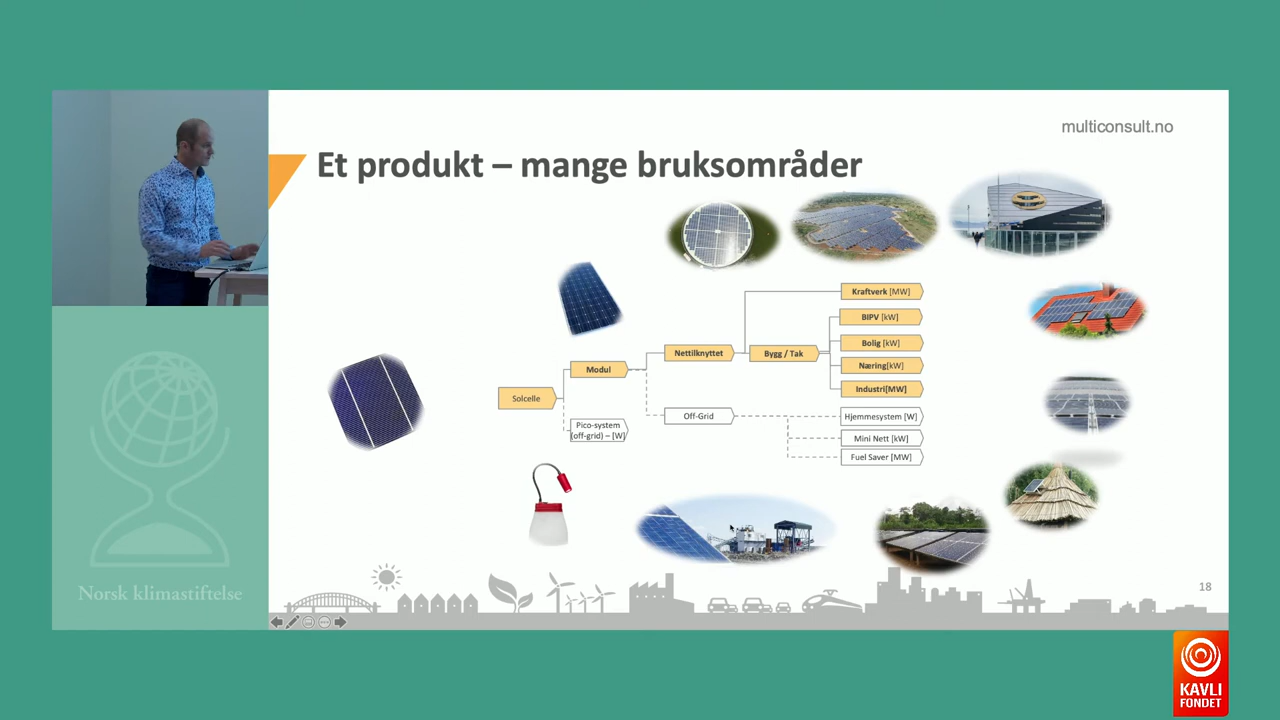 multiconsult.no
Et produkt – mange bruksområder
Kraftverk [MW]
BIPV [kW]
Nettilknyttet
Bygg / Tak
Bolig [kW]
Modul
Næring[kW]
Industri[MW]
Solcelle
Off-Grid
Hjemmesystem [W]
Pico-system
(off-grid) – [W]
Mini Nett [kW]
Fuel Saver [MW]
18
Norsk klimastiftelse
KAVLI
FONDET